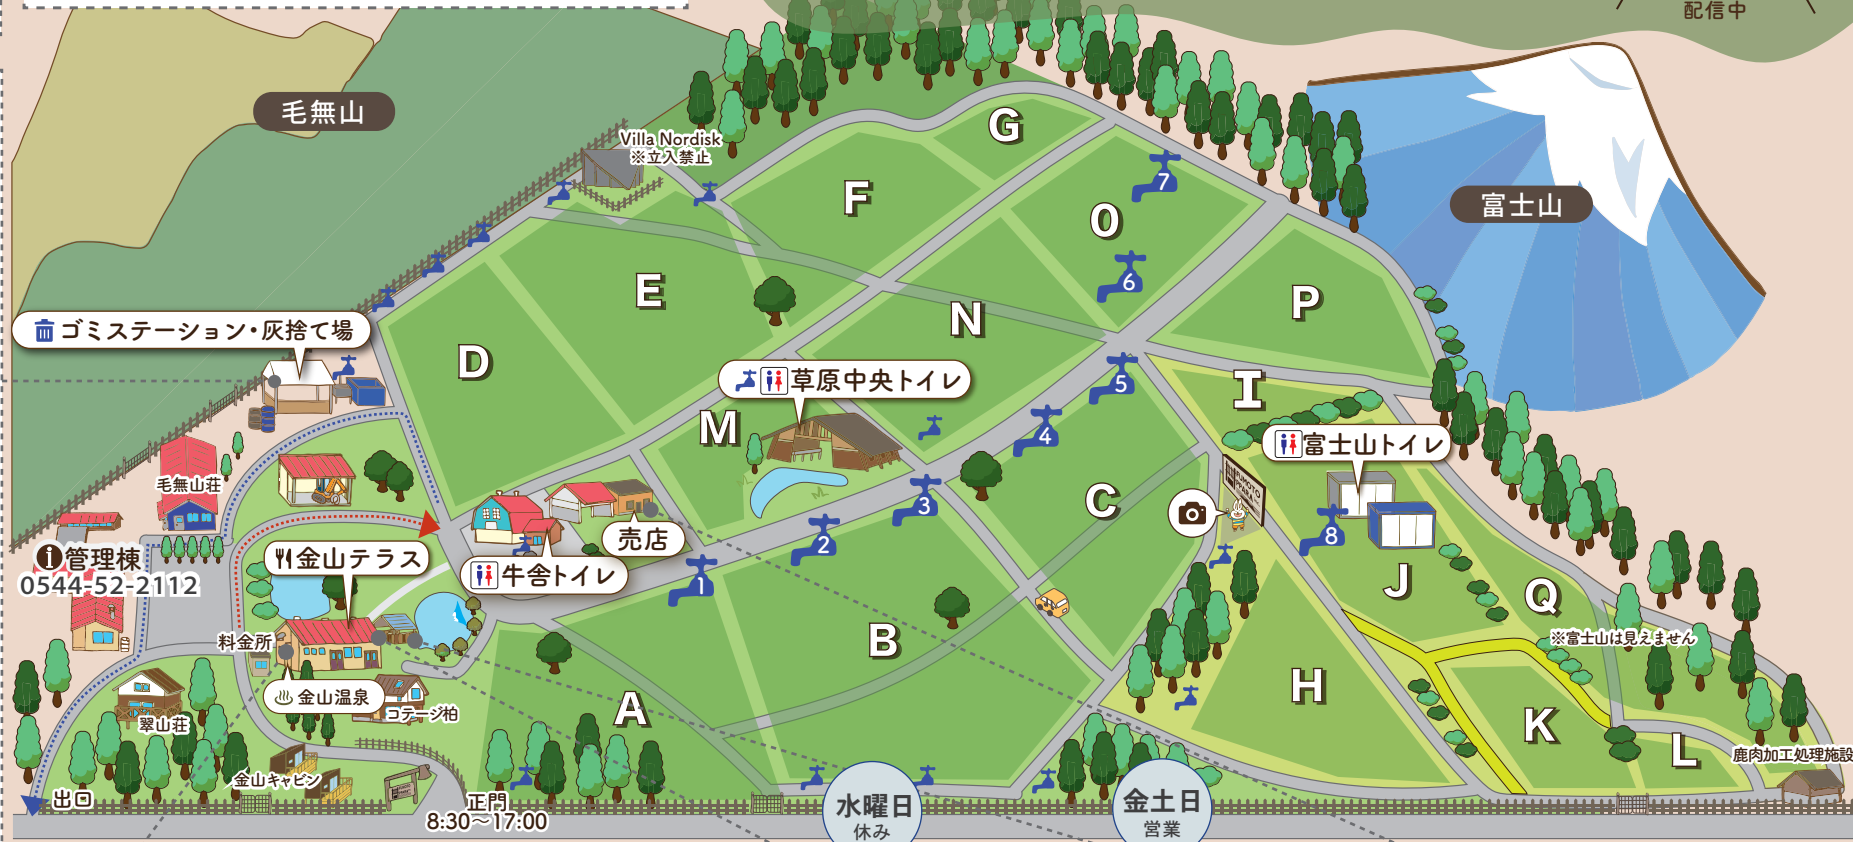 配信中
毛無山
富士山
Villa Nordisk
※立入禁止
G
F
O
7
6
E
P
N
D
ゴミステーション・灰捨て場
草原中央トイレ
5
I
M
4
富士山トイレ
毛無山荘
3
C
2
8
売店
管理棟
0544-52-2112
金山テラス
牛舎トイレ
1
J
Q
※富士山は見えません
料金所
B
H
金山温泉
コテージ柏
A
翠山荘
K
L
鹿肉加工処理施設
金山キャビン
出口
正門
8:30〜17:00
水曜日
休み
金土日
営業